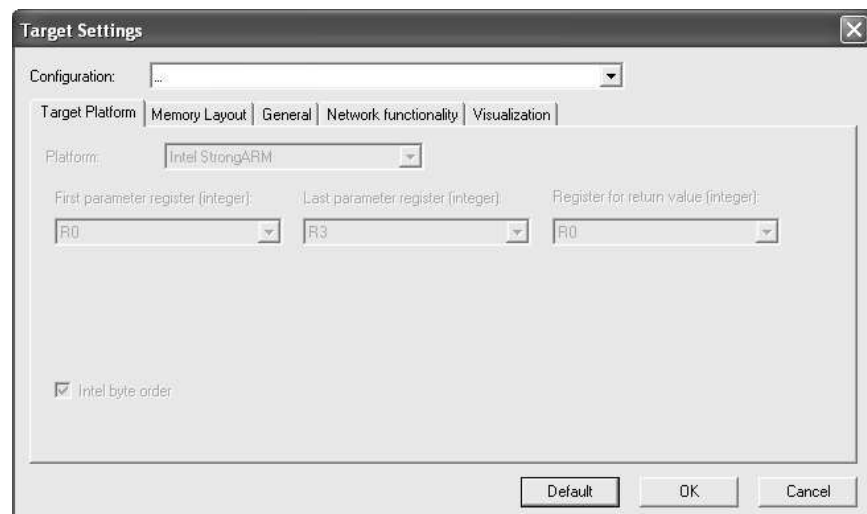 Target Settings
Configuration: ...
Target Platform Memory Layout General Network functionality Visualization
Platform: Intel StrongARM
First parameter register (integer): Last parameter register (integer): Register for return value (integer):
R0 R3 R0
Intel byte order
Default OK Cancel